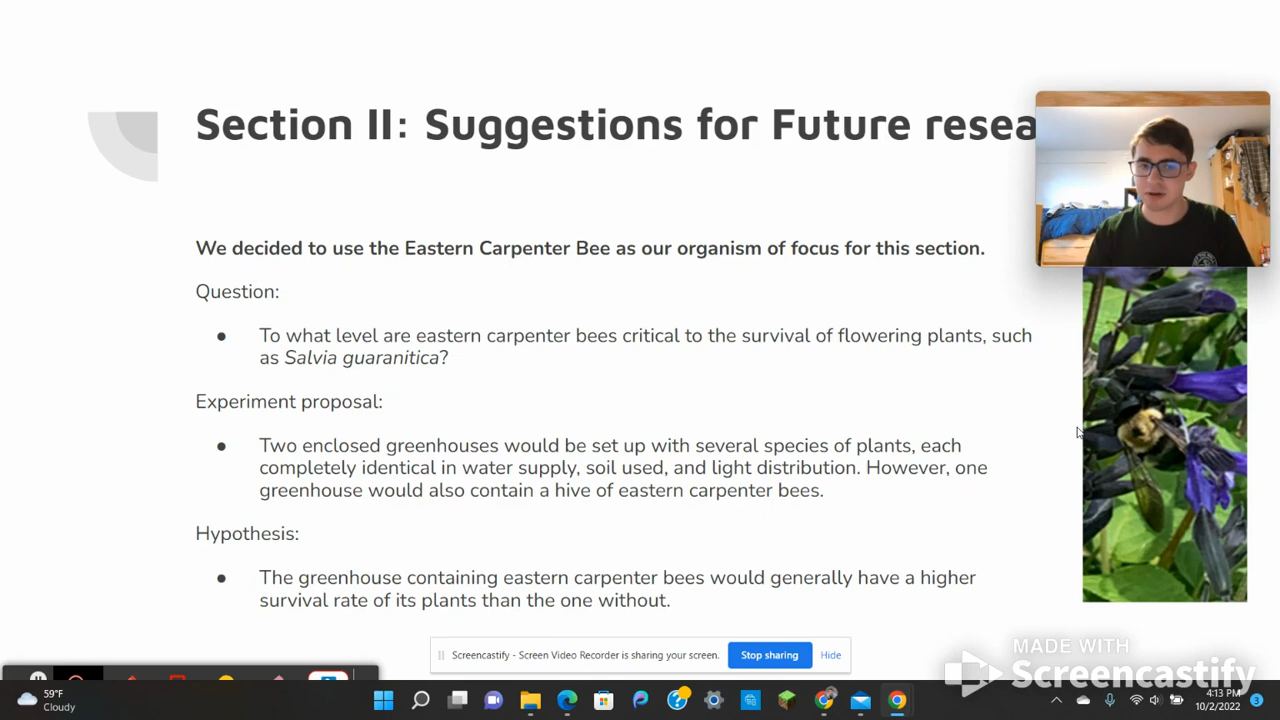 Section II: Suggestions for Future resea
We decided to use the Eastern Carpenter Bee as our organism of focus for this section.
Question:
● To what level are eastern carpenter bees critical to the survival of flowering plants, such
as Salvia guaranitica?
Experiment proposal:
● Two enclosed greenhouses would be set up with several species of plants, each
completely identical in water supply, soil used, and light distribution. However, one
greenhouse would also contain a hive of eastern carpenter bees.
Hypothesis:
● The greenhouse containing eastern carpenter bees would generally have a higher
survival rate of its plants than the one without.
Screencastify - Screen Video Recorder is sharing your screen. Stop sharing Hide
MADE WITH
Screencastify
59°F
Cloudy
4:13 PM
10/2/2022
3